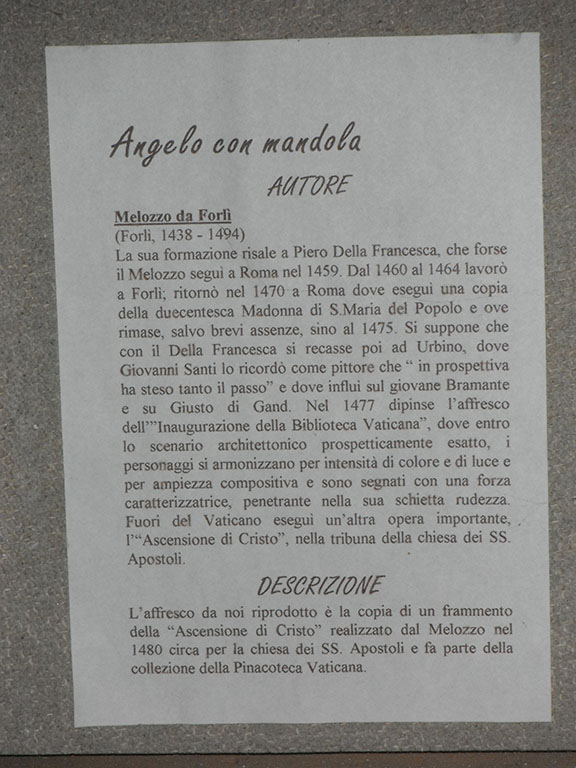 Angelo con mandola
AUTORE
Melozzo da Forlì
(Forlì, 1438 - 1494)
La sua formazione risale a Piero Della Francesca, che forse
il Melozzo seguì a Roma nel 1459. Dal 1460 al 1464 lavorò
a Forlì; ritornò nel 1470 a Roma dove eseguì una copia
della duecentesca Madonna di S.Maria del Popolo e ove
rimase, salvo brevi assenze, sino al 1475. Si suppone che
con il Della Francesca si recasse poi ad Urbino, dove
Giovanni Santi lo ricordò come pittore che “ in prospettiva
ha steso tanto il passo” e dove influì sul giovane Bramante
e su Giusto di Gand. Nel 1477 dipinse l’affresco
dell’”Inaugurazione della Biblioteca Vaticana”, dove entro
lo scenario architettonico prospetticamente esatto, i
personaggi si armonizzano per intensità di colore e di luce e
per ampiezza compositiva e sono segnati con una forza
caratterizzatrice, penetrante nella sua schietta rudezza.
Fuori del Vaticano eseguì un’altra opera importante,
l’“Ascensione di Cristo”, nella tribuna della chiesa dei SS.
Apostoli.
DESCRIZIONE
L’affresco da noi riprodotto è la copia di un frammento
della “Ascensione di Cristo” realizzato dal Melozzo nel
1480 circa per la chiesa dei SS. Apostoli e fa parte della
collezione della Pinacoteca Vaticana.